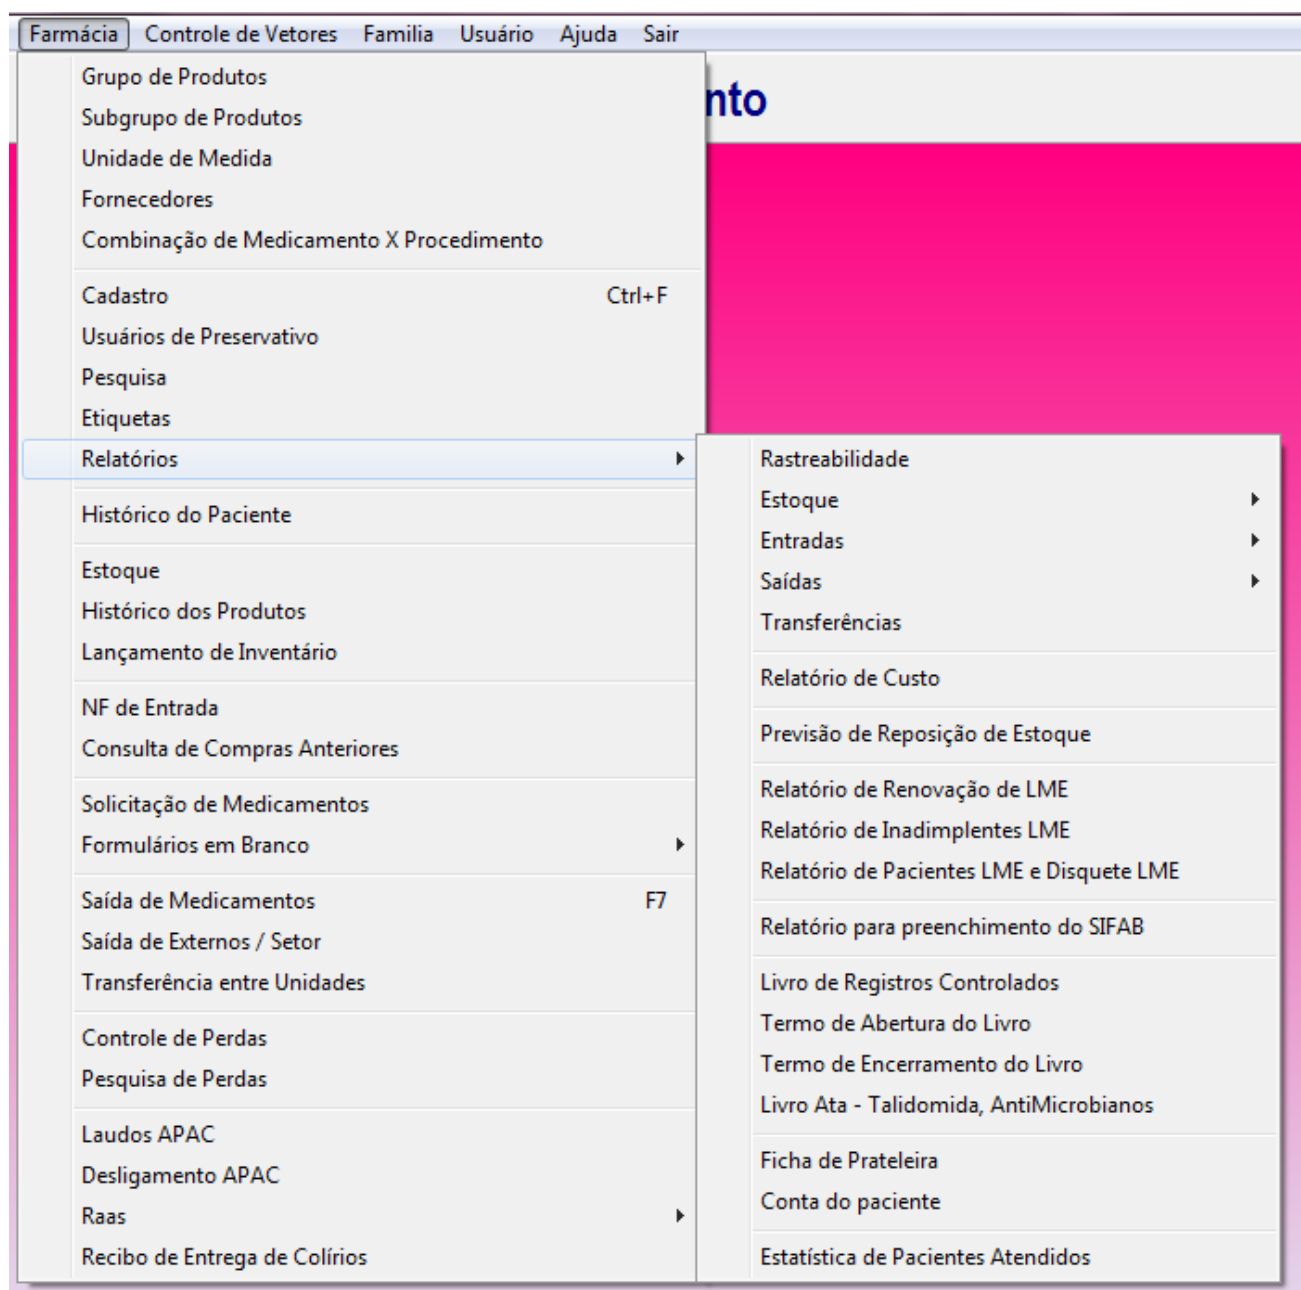 Farmácia Controle de Vetores Familia Usuário Ajuda Sair
nto
Grupo de Produtos
Subgrupo de Produtos
Unidade de Medida
Fornecedores
Combinação de Medicamento X Procedimento
Cadastro Ctrl+F
Usuários de Preservativo
Pesquisa
Etiquetas
Relatórios
Histórico do Paciente
Estoque
Histórico dos Produtos
Lançamento de Inventário
NF de Entrada
Consulta de Compras Anteriores
Solicitação de Medicamentos
Formulários em Branco
Saída de Medicamentos F7
Saída de Externos / Setor
Transferência entre Unidades
Controle de Perdas
Pesquisa de Perdas
Laudos APAC
Desligamento APAC
Raas
Recibo de Entrega de Colírios
Rastreabilidade
Estoque
Entradas
Saídas
Transferências
Relatório de Custo
Previsão de Reposição de Estoque
Relatório de Renovação de LME
Relatório de Inadimplentes LME
Relatório de Pacientes LME e Disquete LME
Relatório para preenchimento do SIFAB
Livro de Registros Controlados
Termo de Abertura do Livro
Termo de Encerramento do Livro
Livro Ata - Talidomida, AntiMicrobianos
Ficha de Prateleira
Conta do paciente
Estatística de Pacientes Atendidos